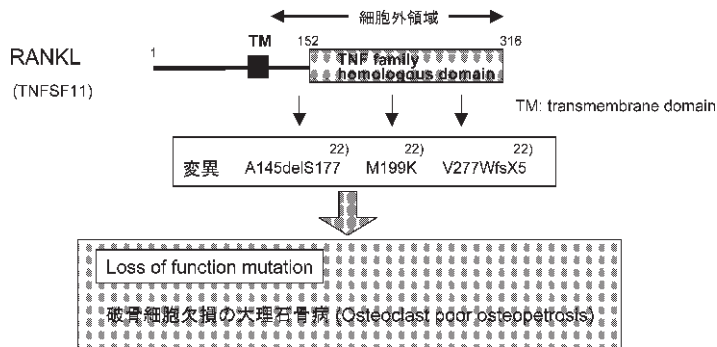 細胞外領域
TM
1 152 316
RANKL
(TNFSF11)
TNF family
homologous domain
TM: transmembrane domain
変異 A145delS177 22) M199K 22) V277WfsX5 22)
Loss of function mutation
破骨細胞欠損の大理石骨病 (Osteoclast poor osteopetrosis)